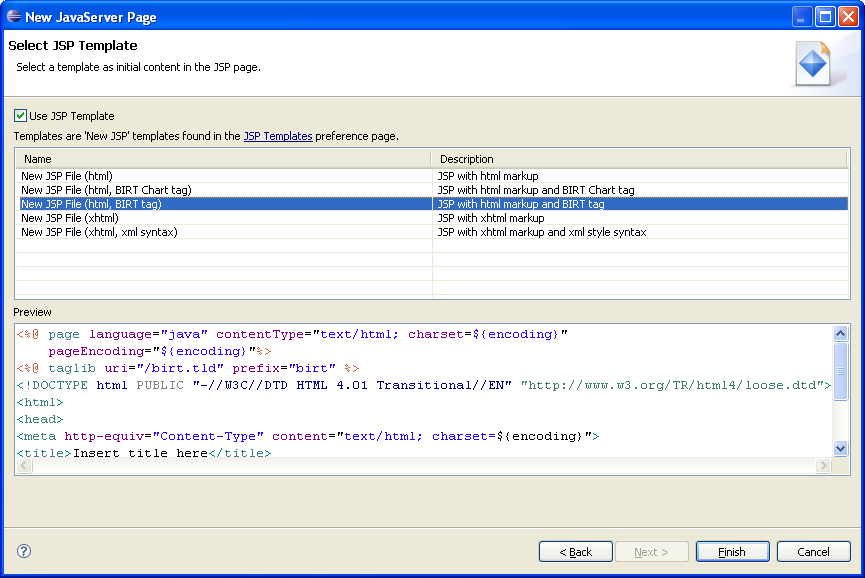 New JavaServer Page
Select JSP Template
Select a template as initial content in the JSP page.
Use JSP Template
Templates are 'New JSP' templates found in the JSP Templates preference page.
Name Description
New JSP File (html) JSP with html markup
New JSP File (html, BIRT Chart tag) JSP with html markup and BIRT Chart tag
New JSP File (html, BIRT tag) JSP with html markup and BIRT tag
New JSP File (xhtml) JSP with xhtml markup
New JSP File (xhtml, xml syntax) JSP with xhtml markup and xml style syntax
Preview
<%@ page language="java" contentType="text/html; charset=${encoding}"
    pageEncoding="${encoding}"%>
<%@ taglib uri="/birt.tld" prefix="birt" %>
<!DOCTYPE html PUBLIC "-//W3C//DTD HTML 4.01 Transitional//EN" "http://www.w3.org/TR/html4/loose.dtd">
<html>
<head>
<meta http-equiv="Content-Type" content="text/html; charset=${encoding}">
<title>Insert title here</title>
? < Back Next > Finish Cancel